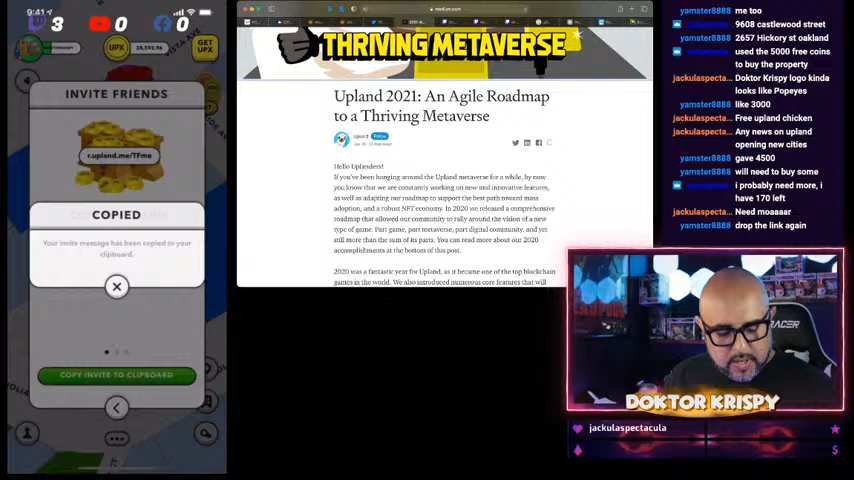 9:41
3
0
0
UPX
28,593.96
GET
UPX
INVITE FRIENDS
r.upland.me/TFme
COPIED
Your invite message has been copied to your
clipboard.
COPY INVITE TO CLIPBOARD
medium.com
THRIVING METAVERSE
Upland 2021: An Agile Roadmap
to a Thriving Metaverse
Upland
Follow
Hello Uplanders!
If you've been hanging around the Upland metaverse for a while, by now
you know that we are constantly working on new and innovative features,
as well as adapting our roadmap to support the best path toward mass
adoption, and a robust NFT economy. In 2020 we released a comprehensive
roadmap that allowed our community to rally around the vision of a new
type of game. Part game, part metaverse, part digital community, and yet
still more than the sum of its parts. You can read more about our 2020
accomplishments at the bottom of this post.
2020 was a fantastic year for Upland, as it became one of the top blockchain
games in the world. We also introduced numerous core features that will
yamster8888 me too
9608 castlewood street
yamster8888 2657 Hickory st oakland
used the 5000 free coins
to buy the property
jackulaspecta... Doktor Krispy logo kinda
looks like Popeyes
yamster8888 like 3000
jackulaspecta... Free upland chicken
jackulaspecta... Any news on upland
opening new cities
yamster8888 gave 4500
yamster8888 will need to buy some
i probably need more, i
have 170 left
jackulaspecta... Need moaaaar
yamster8888 drop the link again
RACER
DOKTOR KRISPY
jackulaspectacula
$